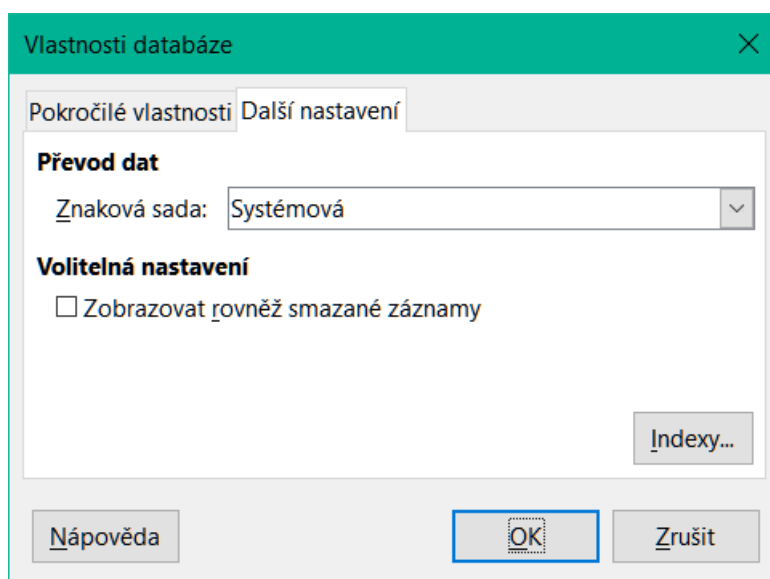 Vlastnosti databáze
Pokročilé vlastnosti Další nastavení
Převod dat
Znaková sada: Systémová
Volitelná nastavení
Zobrazovat rovněž smazané záznamy
Indexy...
Nápověda OK Zrušit